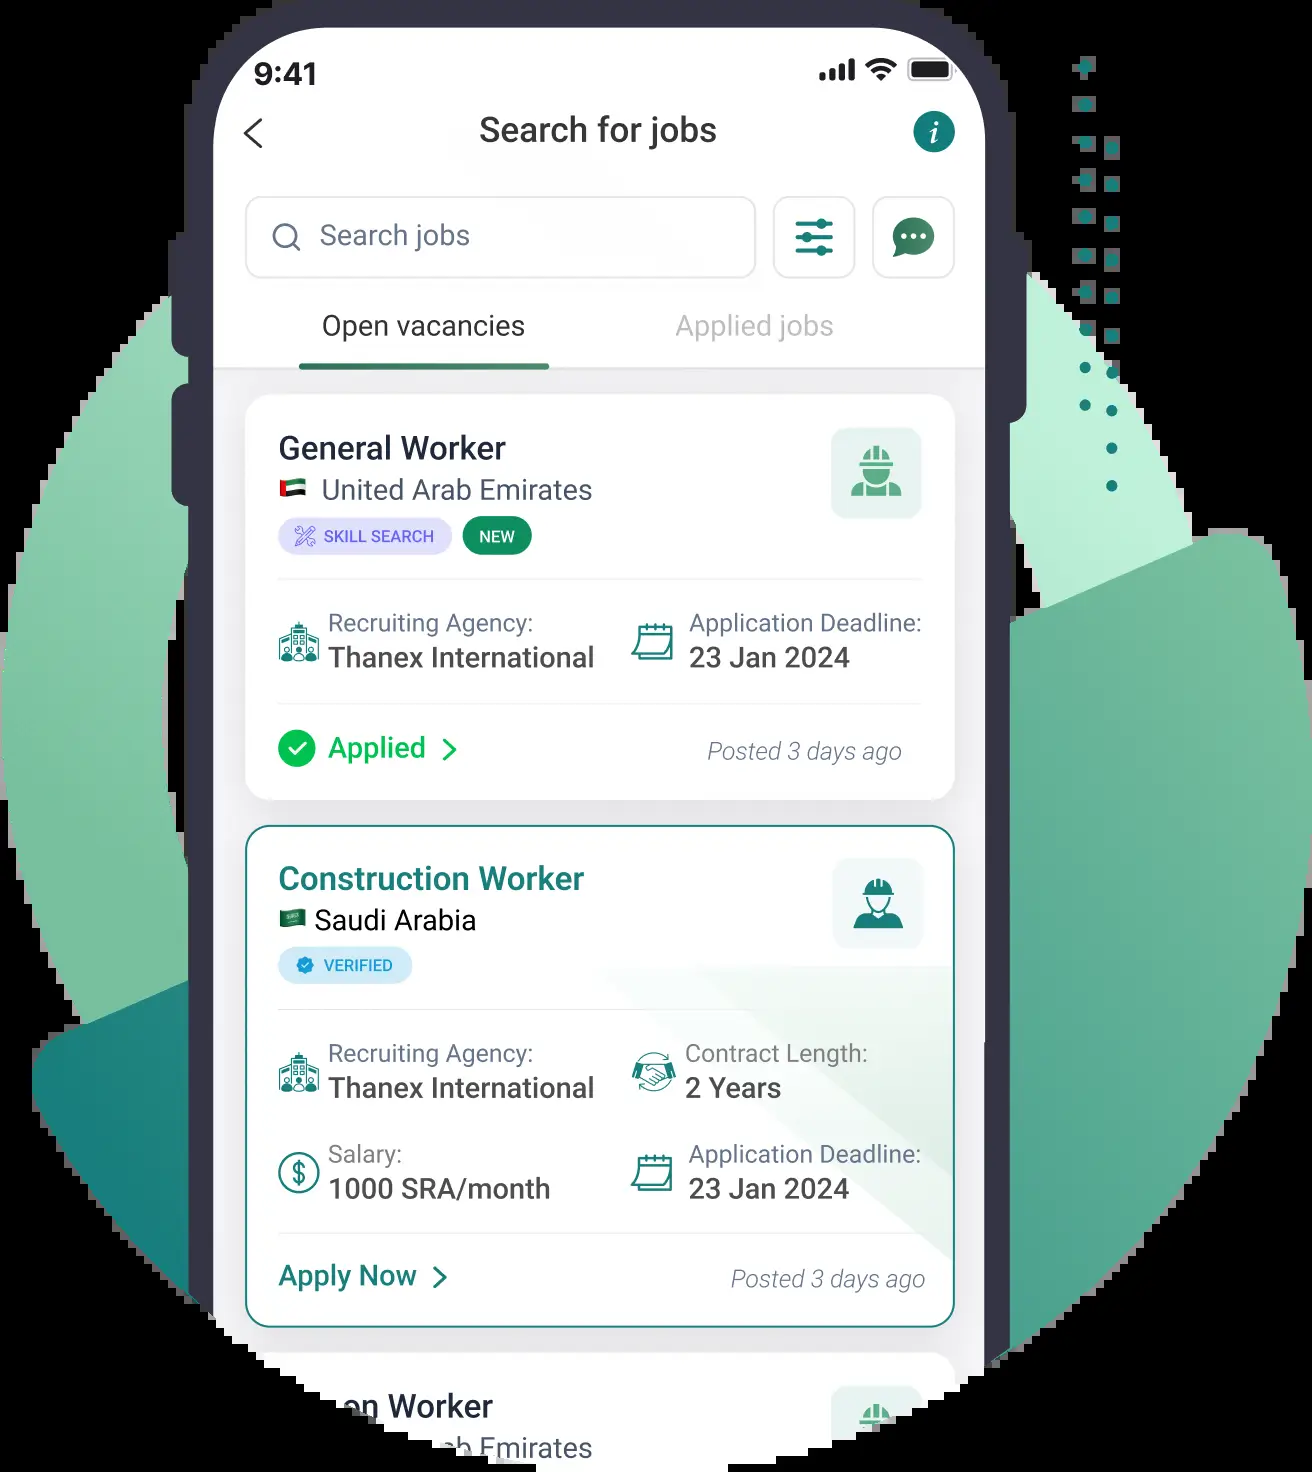 9:41
Search for jobs
i
Search jobs
Open vacancies
Applied jobs
General Worker
United Arab Emirates
SKILL SEARCH
NEW
Recruiting Agency:
Thanex International
Application Deadline:
23 Jan 2024
Applied
Posted 3 days ago
Construction Worker
Saudi Arabia
VERIFIED
Recruiting Agency:
Thanex International
Contract Length:
2 Years
Salary:
1000 SRA/month
Application Deadline:
23 Jan 2024
Apply Now
Posted 3 days ago
on Worker
Emirates